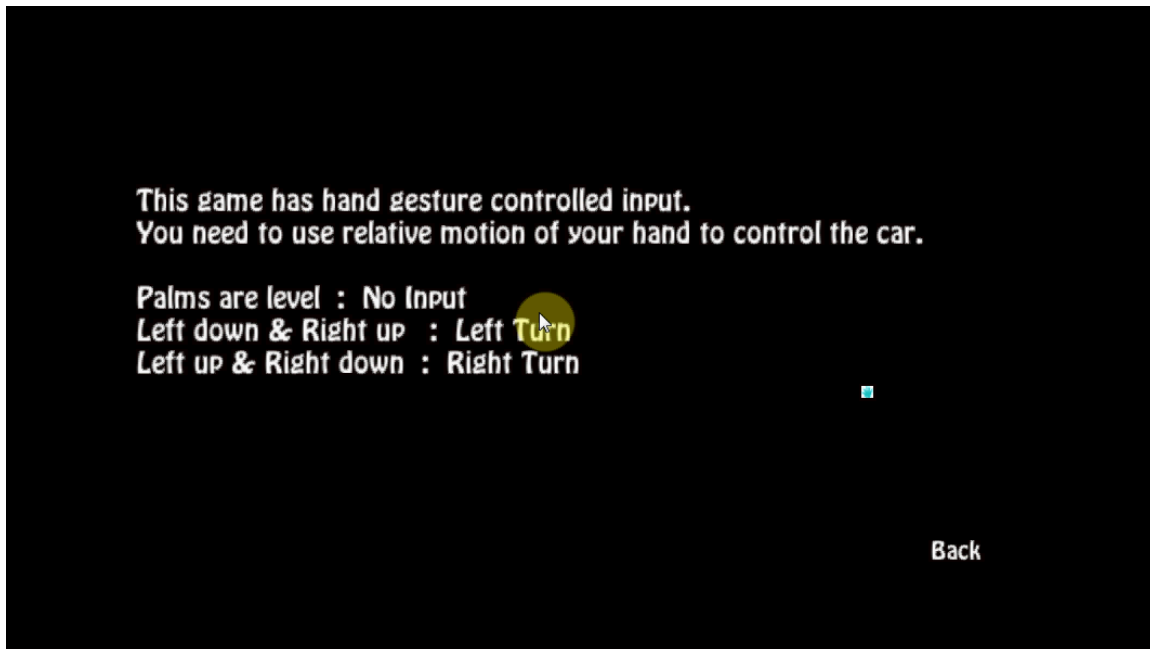 This game has hand gesture controlled input.
You need to use relative motion of your hand to control the car.
Palms are level : No Input
Left down & Right up : Left Turn
Left up & Right down : Right Turn
Back